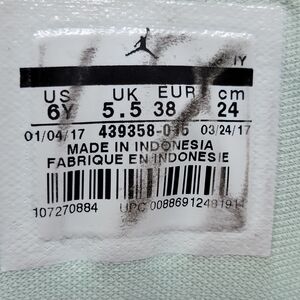 IY
US UK EUR cm
6Y 5.5 38 24
01/04/17 439358-015 03/24/17
MADE IN INDONESIA
FABRIQUE EN INDONESIE
107270884 UPC